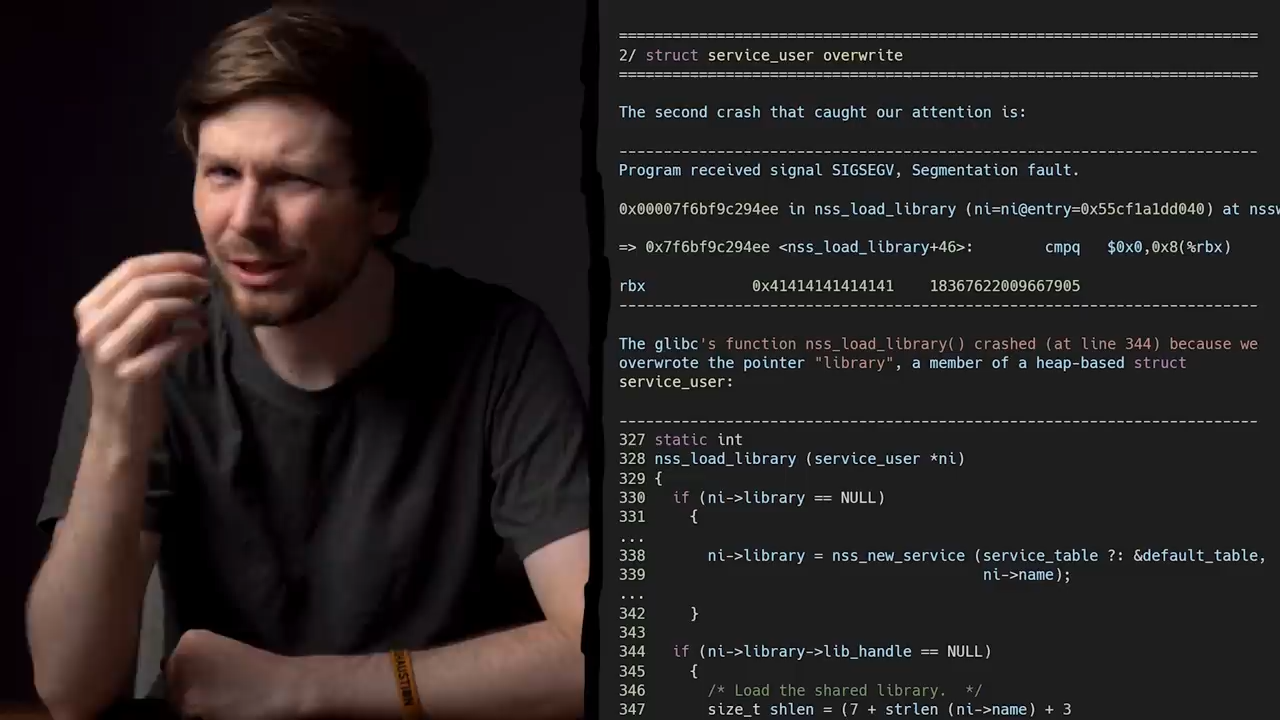 ==============================================================================
2/ struct service_user overwrite
==============================================================================
The second crash that caught our attention is:
------------------------------------------------------------------------
Program received signal SIGSEGV, Segmentation fault.
0x00007f6bf9c294ee in nss_load_library (ni=ni@entry=0x55cf1a1dd040) at nssw
=> 0x7f6bf9c294ee <nss_load_library+46>:        cmpq   $0x0,0x8(%rbx)
rbx            0x41414141414141    18367622009667905
------------------------------------------------------------------------
The glibc's function nss_load_library() crashed (at line 344) because we
overwrote the pointer "library", a member of a heap-based struct
service_user:
------------------------------------------------------------------------
327 static int
328 nss_load_library (service_user *ni)
329 {
330   if (ni->library == NULL)
331     {
...
338       ni->library = nss_new_service (service_table ?: &default_table,
339                                      ni->name);
...
342     }
343
344   if (ni->library->lib_handle == NULL)
345     {
346       /* Load the shared library.  */
347       size_t shlen = (7 + strlen (ni->name) + 3